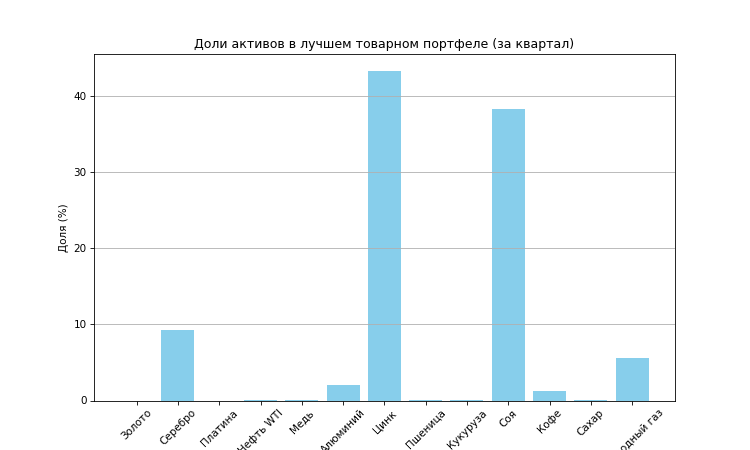 Доли активов в лучшем товарном портфеле (за квартал)
Доля (%)
40
30
20
10
0
Золото
Серебро
Платина
Нефть WTI
Медь
Алюминий
Цинк
Пшеница
Кукуруза
Соя
Кофе
Сахар
одный газ